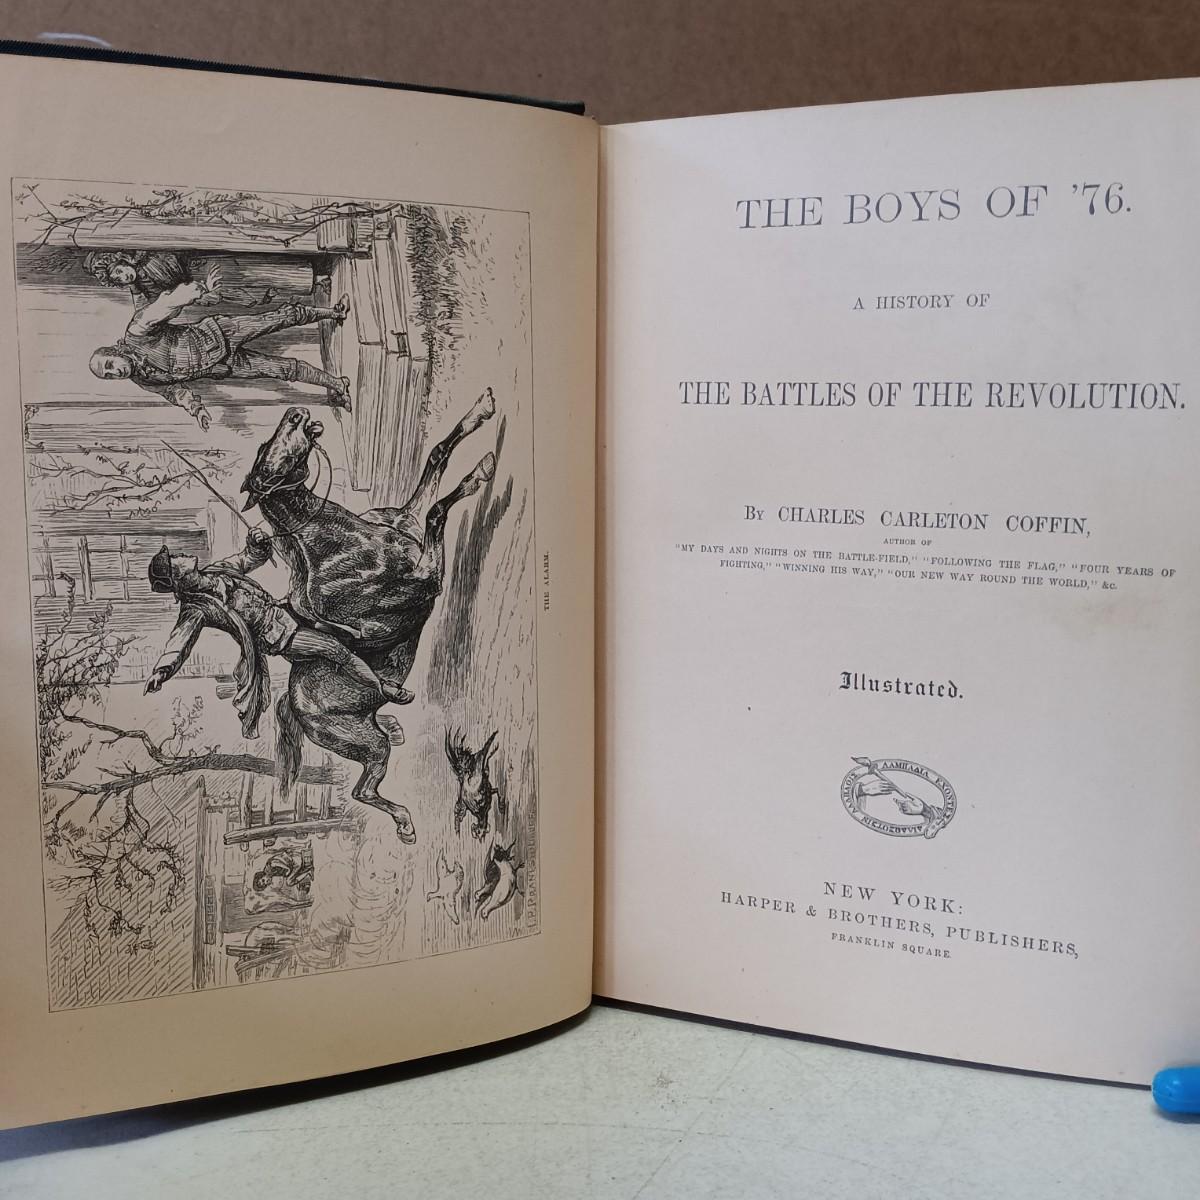 THE ALARM.
THE BOYS OF '76.
A HISTORY OF
THE BATTLES OF THE REVOLUTION.
BY CHARLES CARLETON COFFIN,
AUTHOR OF
"MY DAYS AND NIGHTS ON THE BATTLE-FIELD," "FOLLOWING THE FLAG," "FOUR YEARS OF
FIGHTING," "WINNING HIS WAY," "OUR NEW WAY ROUND THE WORLD," &c.
Illustrated.
ΛΑΜΠΑΔΙΑ
NEW YORK:
HARPER & BROTHERS, PUBLISHERS,
FRANKLIN SQUARE.